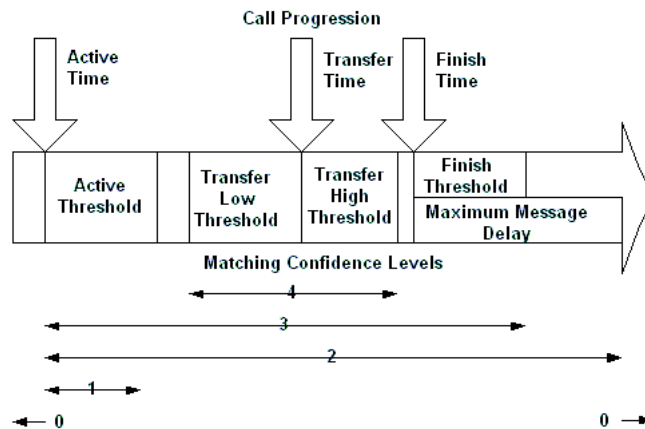 Call Progression
Active
Time
Transfer
Time
Finish
Time
Active
Threshold
Transfer
Low
Threshold
Transfer
High
Threshold
Finish
Threshold
Maximum Message
Delay
Matching Confidence Levels
4
3
2
1
0
0